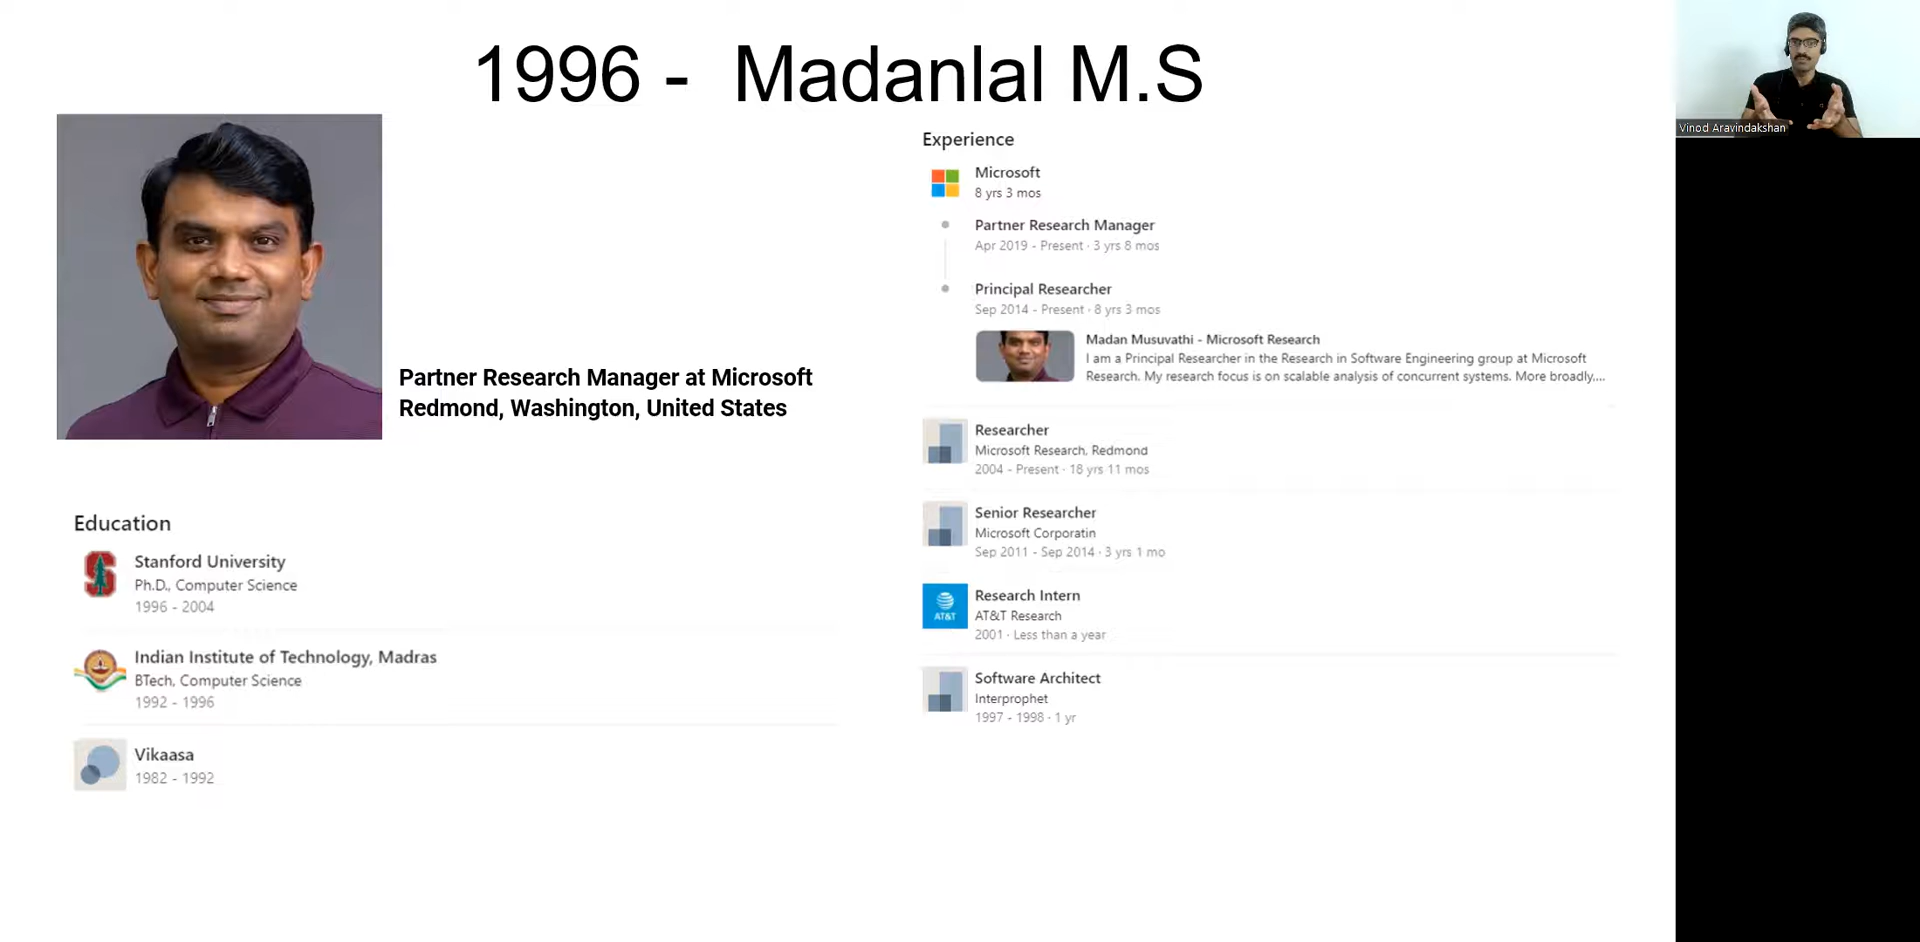 1996 - Madanlal M.S
Vinod Aravindakshan
Partner Research Manager at Microsoft
Redmond, Washington, United States
Education
Stanford University
Ph.D., Computer Science
1996 - 2004
Indian Institute of Technology, Madras
BTech, Computer Science
1992 - 1996
Vikaasa
1982 - 1992
Experience
Microsoft
8 yrs 3 mos
Partner Research Manager
Apr 2019 - Present · 3 yrs 8 mos
Principal Researcher
Sep 2014 - Present · 8 yrs 3 mos
Madan Musuvathi - Microsoft Research
I am a Principal Researcher in the Research in Software Engineering group at Microsoft
Research. My research focus is on scalable analysis of concurrent systems. More broadly,...
Researcher
Microsoft Research, Redmond
2004 - Present · 18 yrs 11 mos
Senior Researcher
Microsoft Corporatin
Sep 2011 - Sep 2014 · 3 yrs 1 mo
AT&T
Research Intern
AT&T Research
2001 · Less than a year
Software Architect
Interprophet
1997 - 1998 · 1 yr